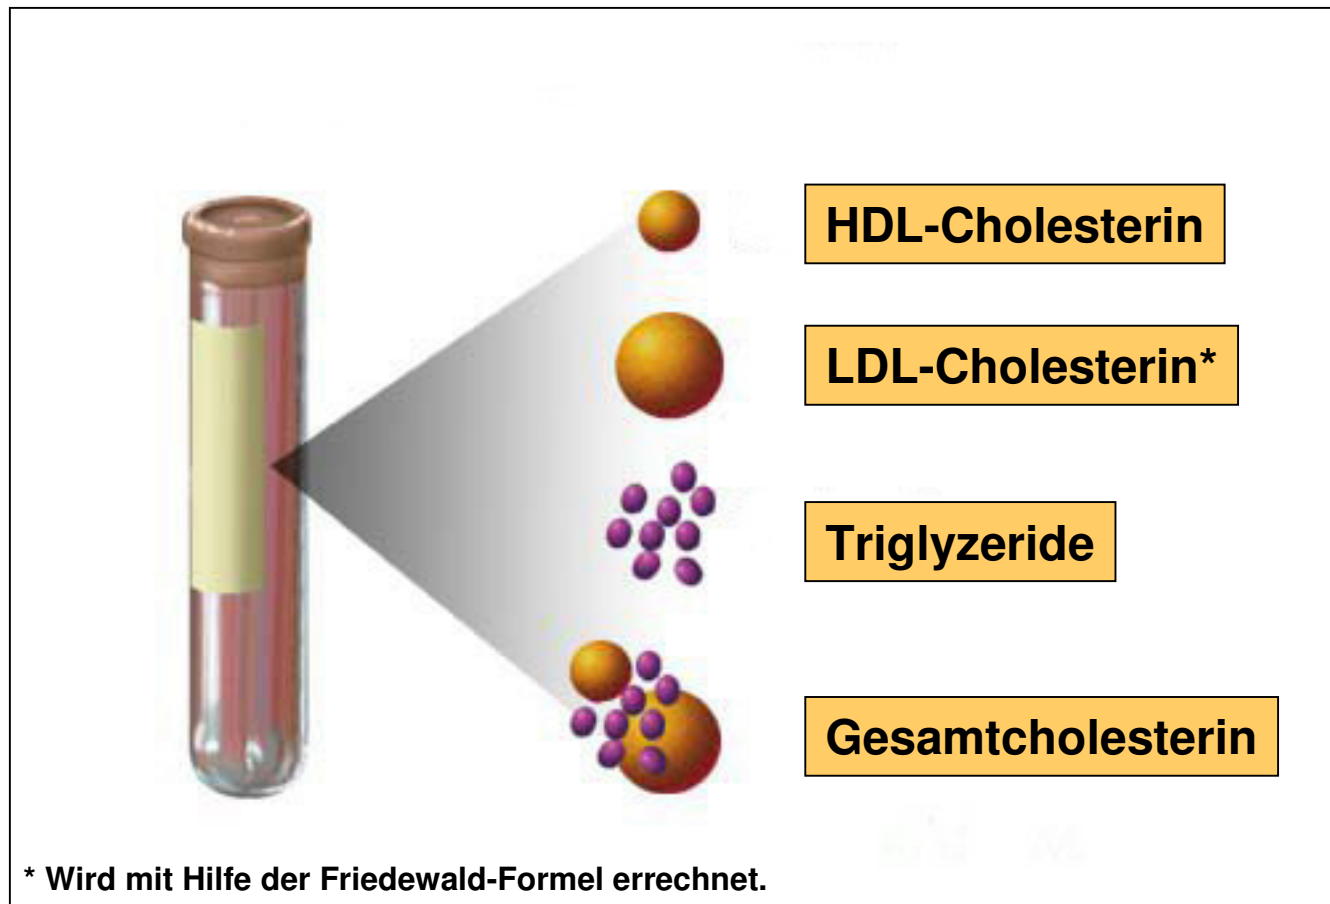 HDL-Cholesterin
LDL-Cholesterin*
Triglyzeride
Gesamtcholesterin
* Wird mit Hilfe der Friedewald-Formel errechnet.